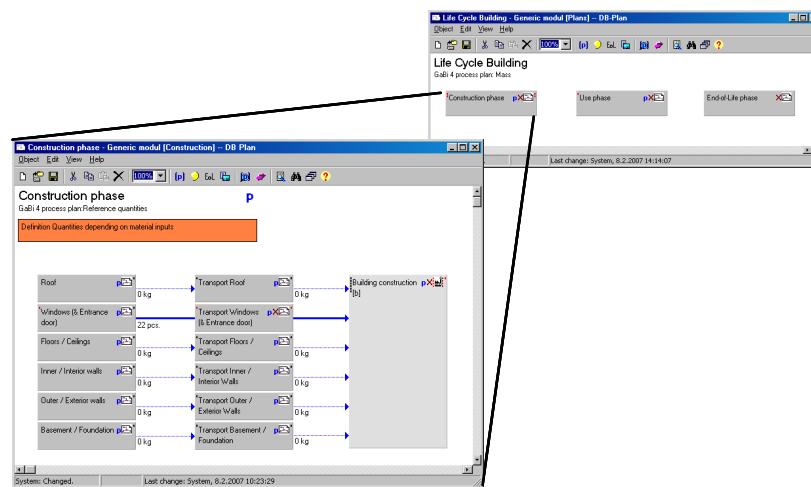 Life Cycle Building - Generic modul [Plans] -- DB-Plan
Object Edit View Help
100% (p) EoL ?
Life Cycle Building
GaBi 4 process plan: Mass
Construction phase pX
Use phase pX
End-of-Life phase X
Last change: System, 8.2.2007 14:14:07
Construction phase - Generic modul [Construction] -- DB Plan
Object Edit View Help
100% (p) EoL ?
Construction phase p
GaBi 4 process plan:Reference quantities
Definition Quantities depending on material inputs
Roof p
0 kg
Transport Roof p
0 kg
Building construction pX
[b]
Windows (& Entrance p
door)
22 pcs.
Transport Windows pX
(& Entrance door)
Floors / Ceilings p
0 kg
Transport Floors / p
Ceilings
0 kg
Inner / Interior walls p
0 kg
Transport Inner / p
Interior Walls
0 kg
Outer / Exterior walls p
0 kg
Transport Outer / p
Exterior Walls
0 kg
Basement / Foundation p
0 kg
Transport Basement / p
Foundation
0 kg
System: Changed.
Last change: System, 8.2.2007 10:23:29